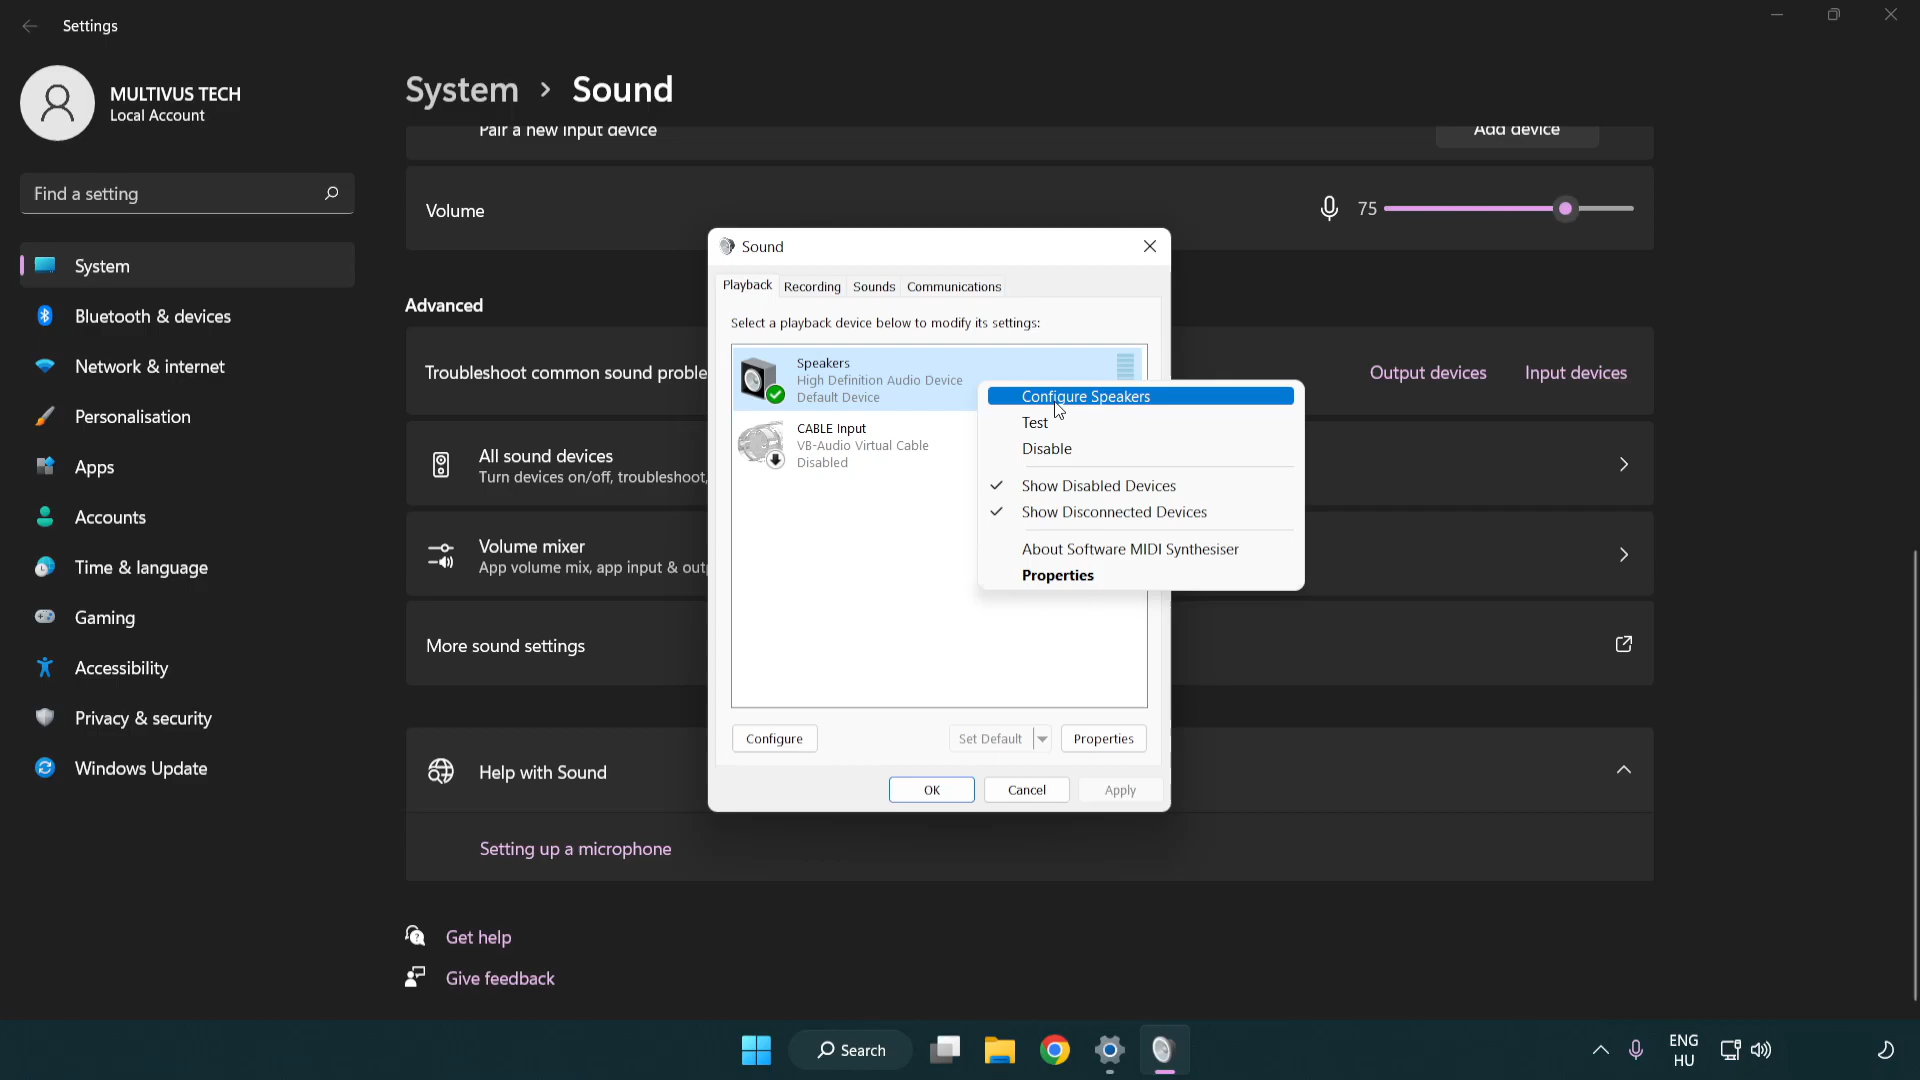 Settings
MULTIVUS TECH
Local Account
Find a setting
System
Bluetooth & devices
Network & internet
Personalisation
Apps
Accounts
Time & language
Gaming
Accessibility
Privacy & security
Windows Update
System > Sound
Pair a new input device
Add device
Volume
75
Advanced
Troubleshoot common sound proble
Output devices
Input devices
All sound devices
Turn devices on/off, troubleshoot,
Volume mixer
App volume mix, app input & out
More sound settings
Help with Sound
Setting up a microphone
Get help
Give feedback
Sound
Playback Recording Sounds Communications
Select a playback device below to modify its settings:
Speakers
High Definition Audio Device
Default Device
CABLE Input
VB-Audio Virtual Cable
Disabled
Configure Speakers
Test
Disable
Show Disabled Devices
Show Disconnected Devices
About Software MIDI Synthesiser
Properties
Configure
Set Default
Properties
OK
Cancel
Apply
Search
ENG
HU